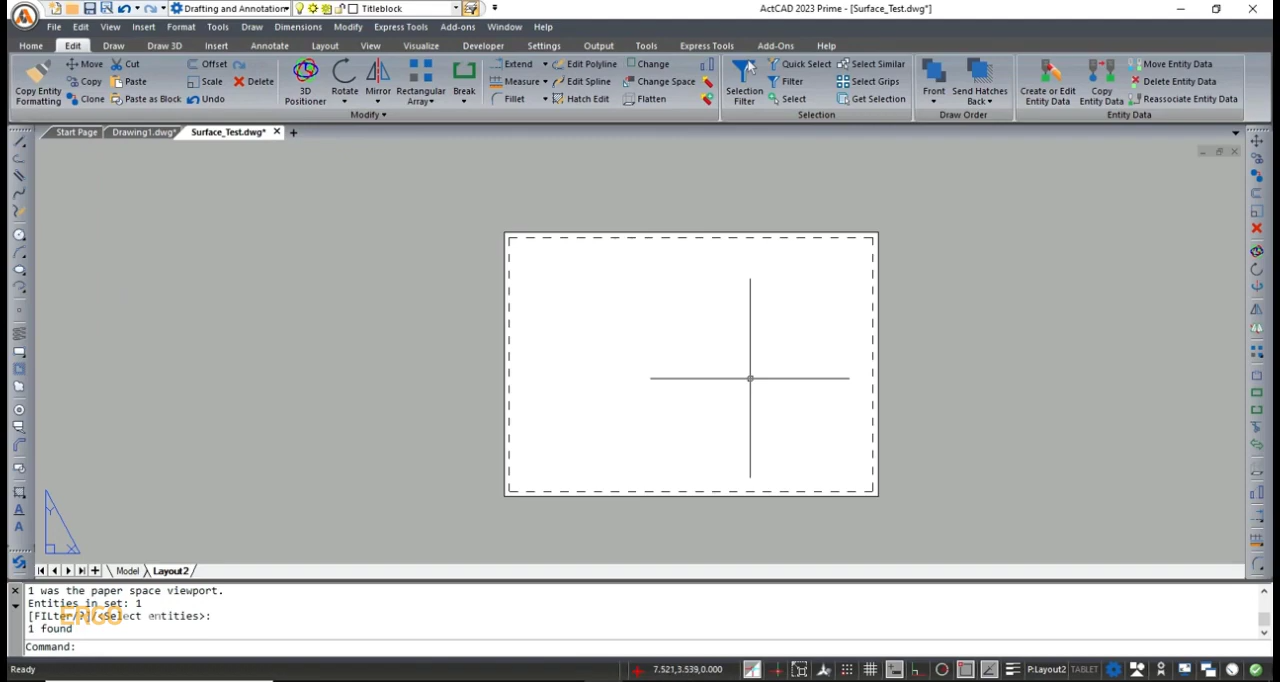 Drafting and Annotation
Titleblock
ActCAD 2023 Prime - [Surface_Test.dwg*]
File Edit View Insert Format Tools Draw Dimensions Modify Express Tools Add-ons Window Help
Home Edit Draw Draw 3D Insert Annotate Layout View Visualize Developer Settings Output Tools Express Tools Add-Ons Help
Move Cut Offset Extend Edit Polyline Change Quick Select Select Similar Move Entity Data
Copy Paste Scale Delete Measure Edit Spline Change Space Filter Select Grips Delete Entity Data
Clone Paste as Block Undo Fillet Hatch Edit Flatten Select Get Selection Reassociate Entity Data
Copy Entity Formatting
3D Positioner
Rotate
Mirror
Rectangular Array
Break
Selection Filter
Front
Send Hatches Back
Create or Edit Entity Data
Copy Entity Data
Modify Selection Draw Order Entity Data
Start Page Drawing1.dwg* Surface_Test.dwg*
Y
X
Model Layout2
1 was the paper space viewport.
Entities in set: 1
[FILter/?]/<Select entities>:
ERGO
1 found
Command:
Ready 7.521,3.539,0.000 P:Layout2 TABLET